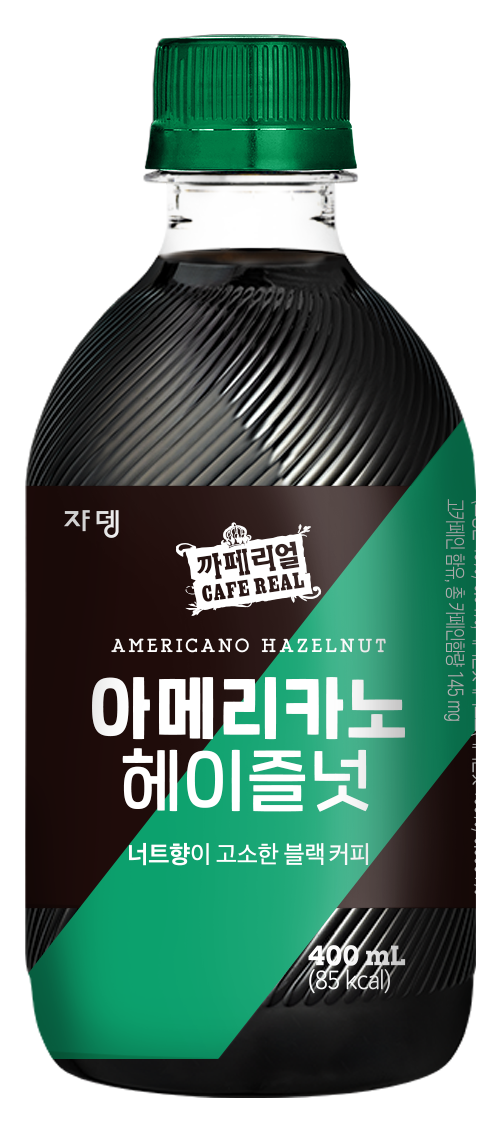 쟈뎅
까페리얼
CAFE REAL
AMERICANO HAZELNUT
아메리카노
헤이즐넛
너트향이 고소한 블랙커피
400 mL
(85 kcal)
고카페인 함유, 총 카페인함량 145 mg